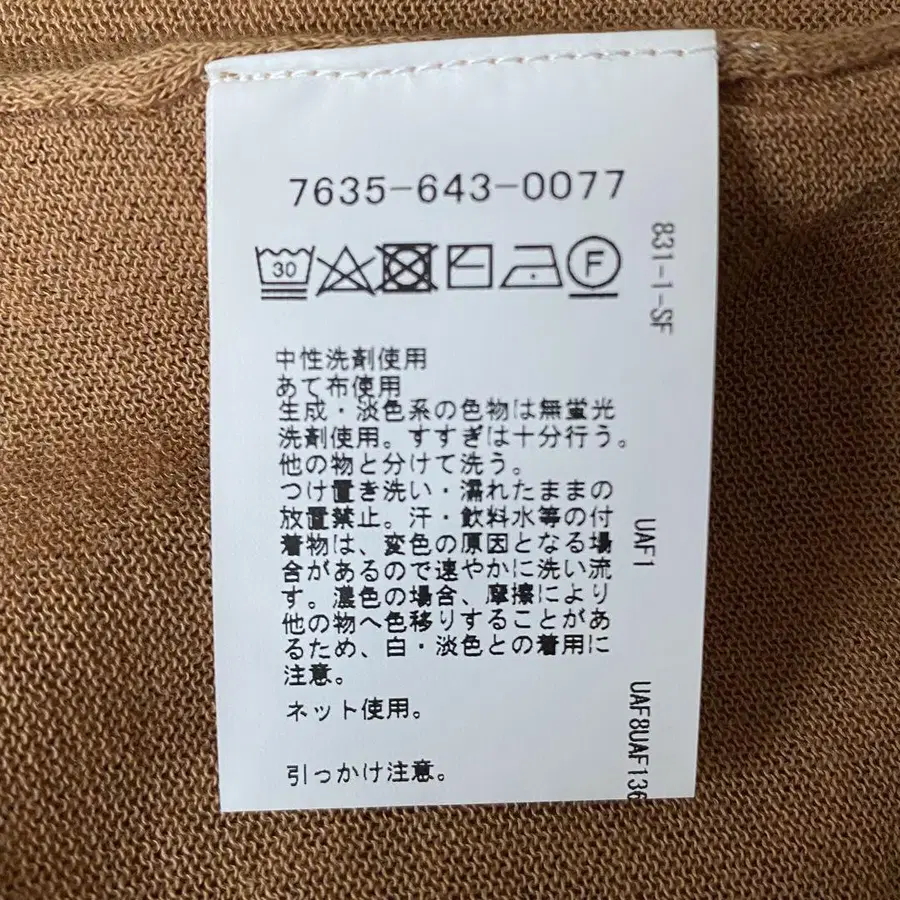 7635-643-0077
30
F
831-1-SF
中性洗剤使用
あて布使用
生成・淡色系の色物は無蛍光
洗剤使用。すすぎは十分行う。
他の物と分けて洗う。
つけ置き洗い・濡れたままの
放置禁止。汗・飲料水等の付
着物は、変色の原因となる場
合があるので速やかに洗い流
す。濃色の場合、摩擦により
他の物へ色移りすることがあ
るため、白・淡色との着用に
注意。
ネット使用。
引っかけ注意。
UAF1
UAF8UAF136